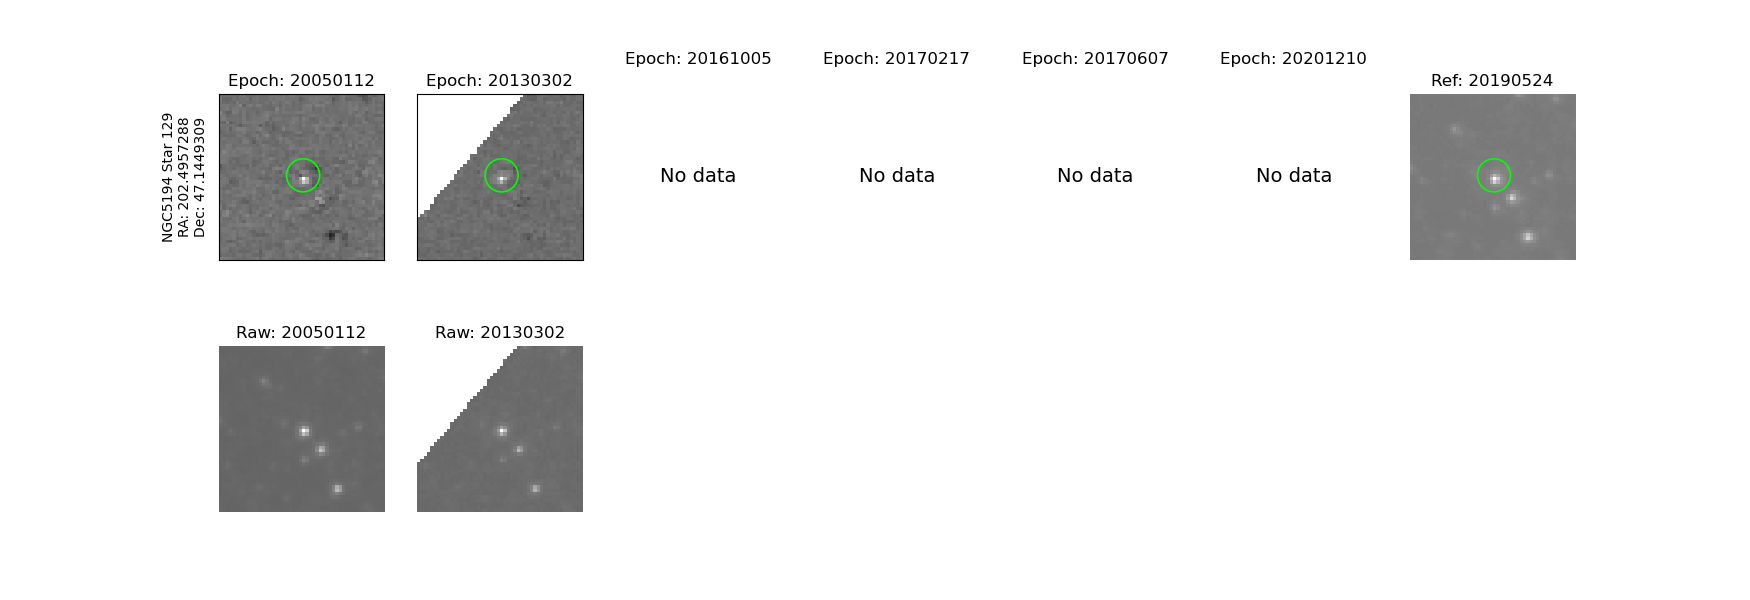 Epoch: 20050112
Epoch: 20130302
Epoch: 20161005
Epoch: 20170217
Epoch: 20170607
Epoch: 20201210
Ref: 20190524
NGC5194 Star 129
RA: 202.4957288
Dec: 47.1449309
No data
No data
No data
No data
Raw: 20050112
Raw: 20130302